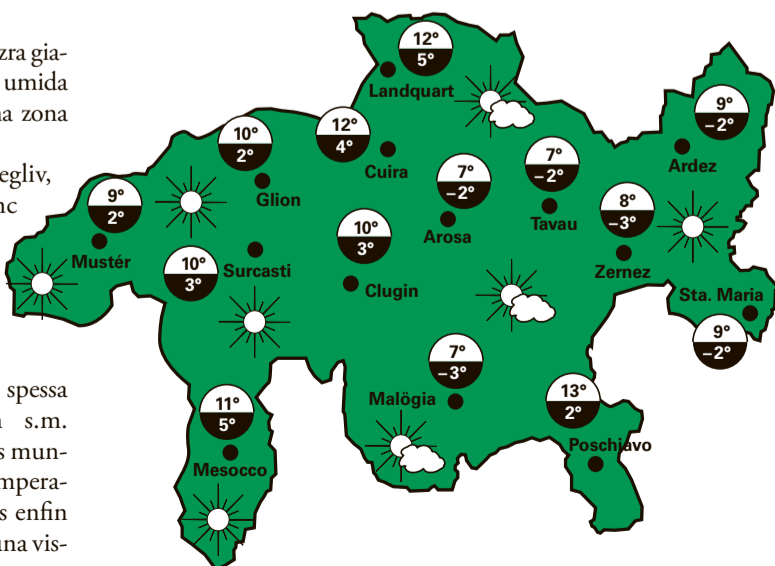 zra gia-
umida
na zona
egliv,
nc
spessa
s.m.
s mun-
mpera-
s enfin
una vis-
12°
5°
Landquart
9°
–2°
Ardez
10°
2°
Glion
12°
4°
Cuira
7°
–2°
Arosa
7°
–2°
Tavau
8°
–3°
Zernez
9°
2°
Mustér
10°
3°
Surcasti
10°
3°
Clugin
Sta. Maria
9°
–2°
7°
–3°
Malögia
13°
2°
Poschiavo
11°
5°
Mesocco